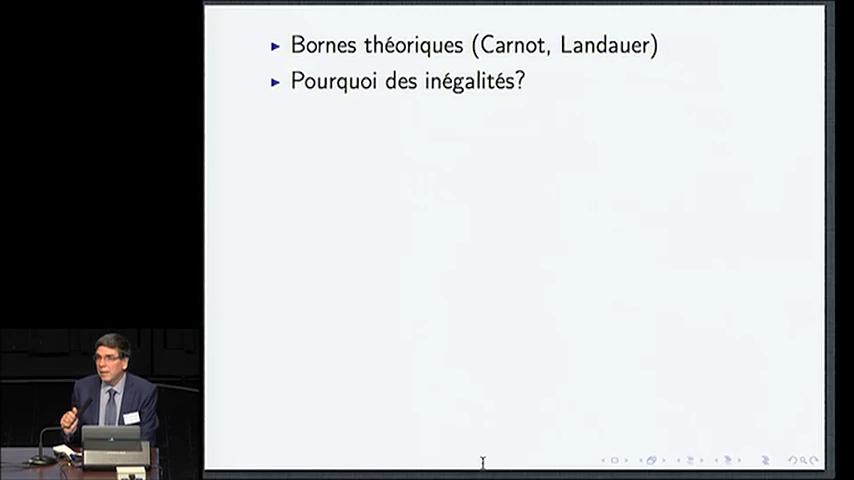 Bornes théoriques (Carnot, Landauer)
Pourquoi des inégalités?